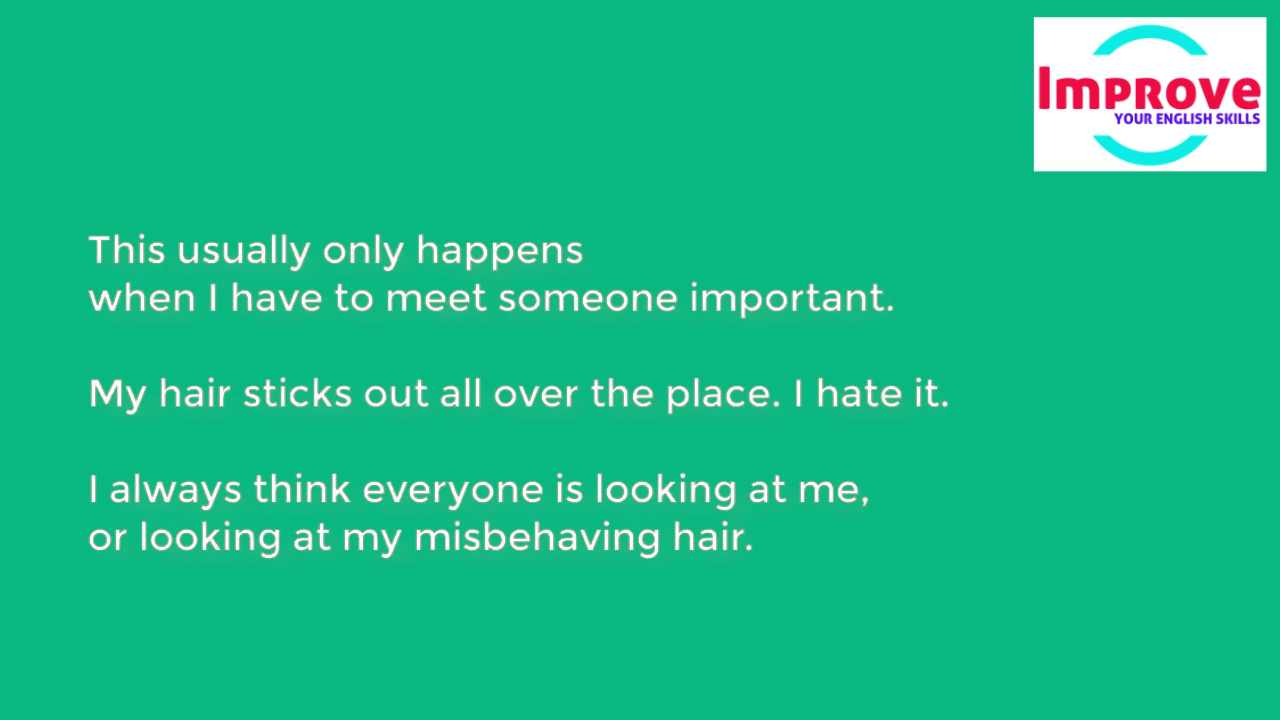 Improve
YOUR ENGLISH SKILLS
This usually only happens
when I have to meet someone important.
My hair sticks out all over the place. I hate it.
I always think everyone is looking at me,
or looking at my misbehaving hair.